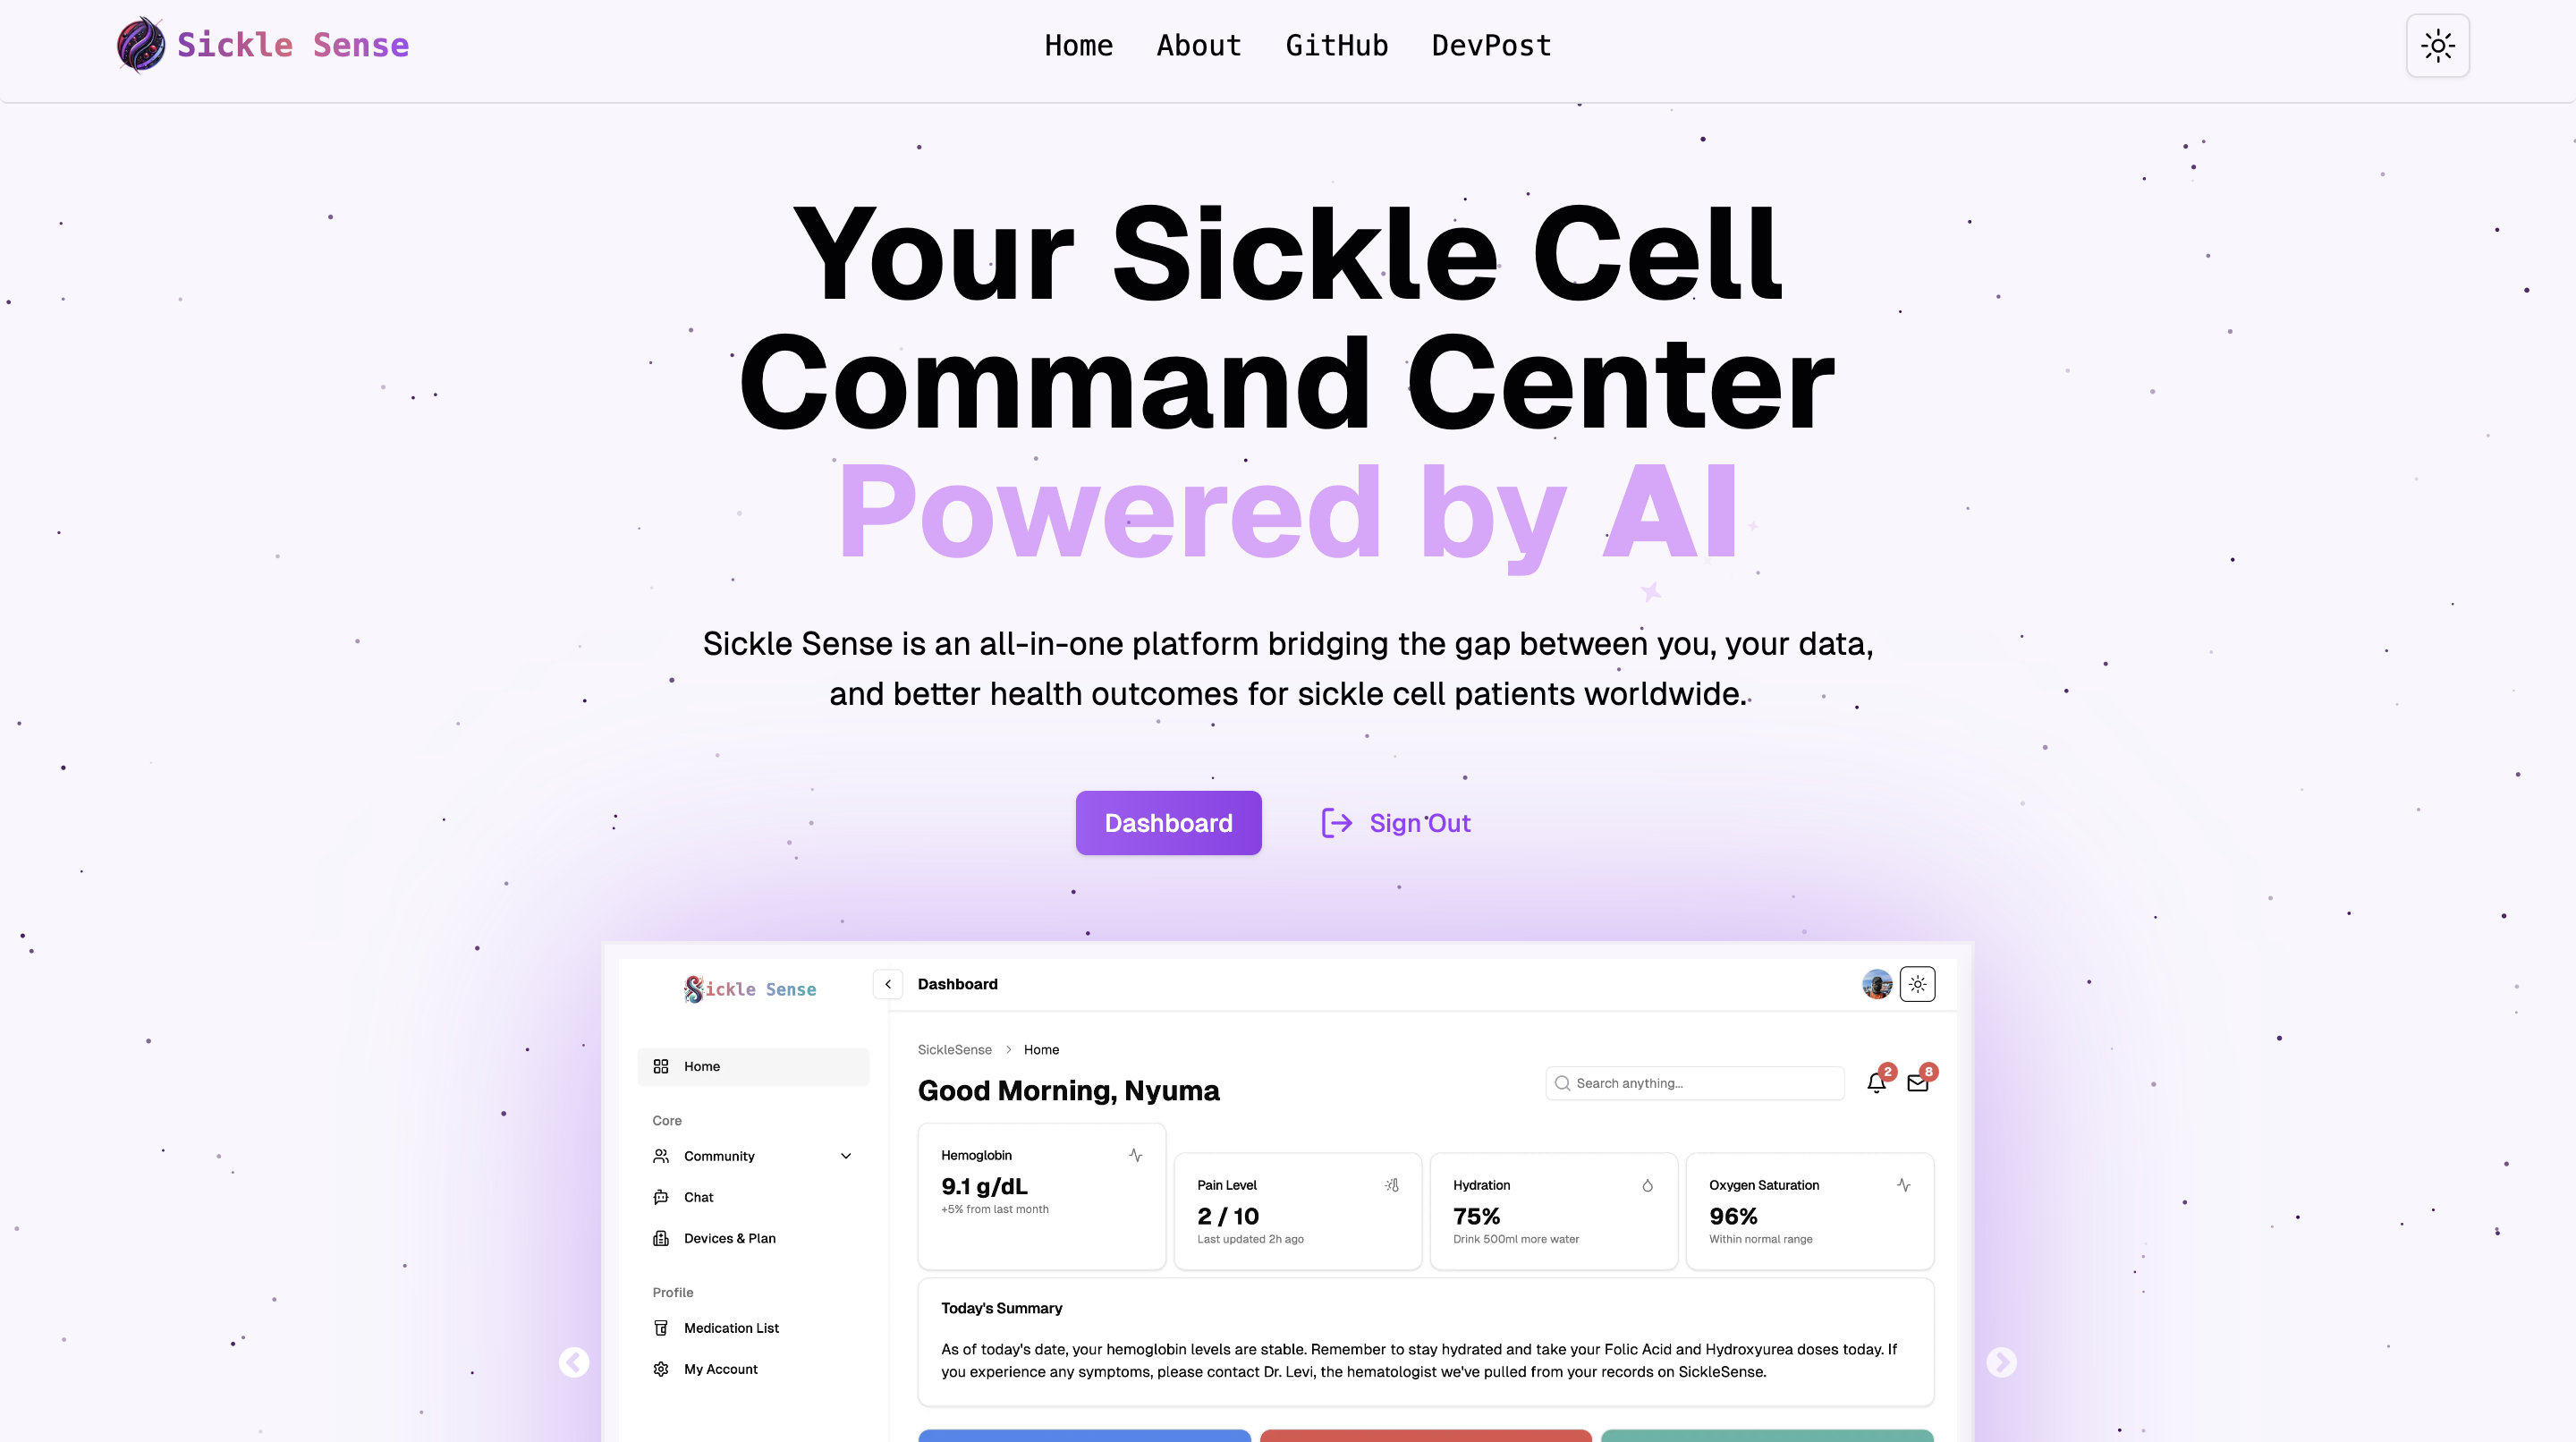 Sickle Sense
Home About GitHub DevPost
Your Sickle Cell
Command Center
Powered by AI
Sickle Sense is an all-in-one platform bridging the gap between you, your data,
and better health outcomes for sickle cell patients worldwide.
Dashboard
Sign Out
Sickle Sense
Dashboard
Home
Core
Community
Chat
Devices & Plan
Profile
Medication List
My Account
SickleSense > Home
Good Morning, Nyuma
Search anything...
2
8
Hemoglobin
9.1 g/dL
+5% from last month
Pain Level
2 / 10
Last updated 2h ago
Hydration
75%
Drink 500ml more water
Oxygen Saturation
96%
Within normal range
Today's Summary
As of today's date, your hemoglobin levels are stable. Remember to stay hydrated and take your Folic Acid and Hydroxyurea doses today. If
you experience any symptoms, please contact Dr. Levi, the hematologist we've pulled from your records on SickleSense.